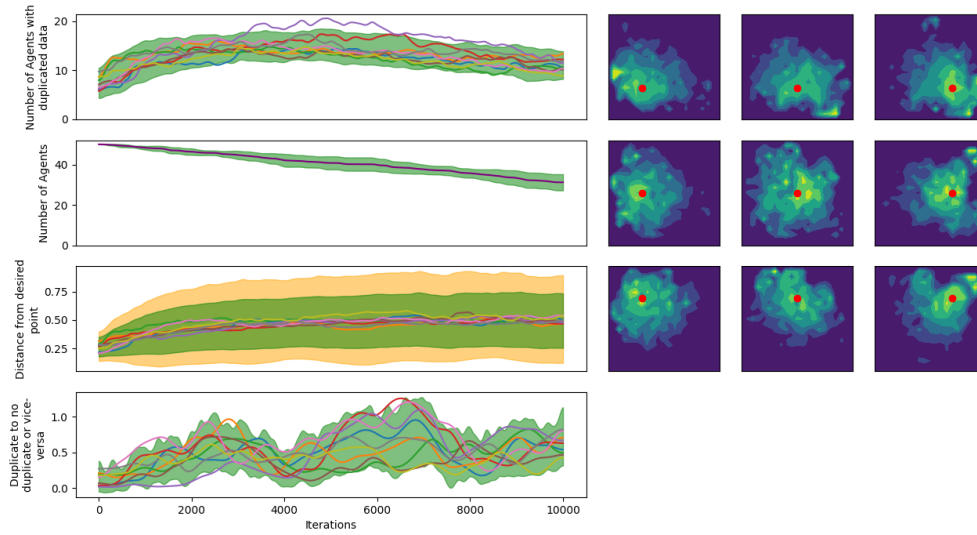 Number of Agents with
duplicated data
20
10
0
Number of Agents
40
20
0
Distance from desired
point
0.75
0.50
0.25
Duplicate to no
duplicate or vice-
versa
1.0
0.5
0.0
0 2000 4000 6000 8000 10000
Iterations